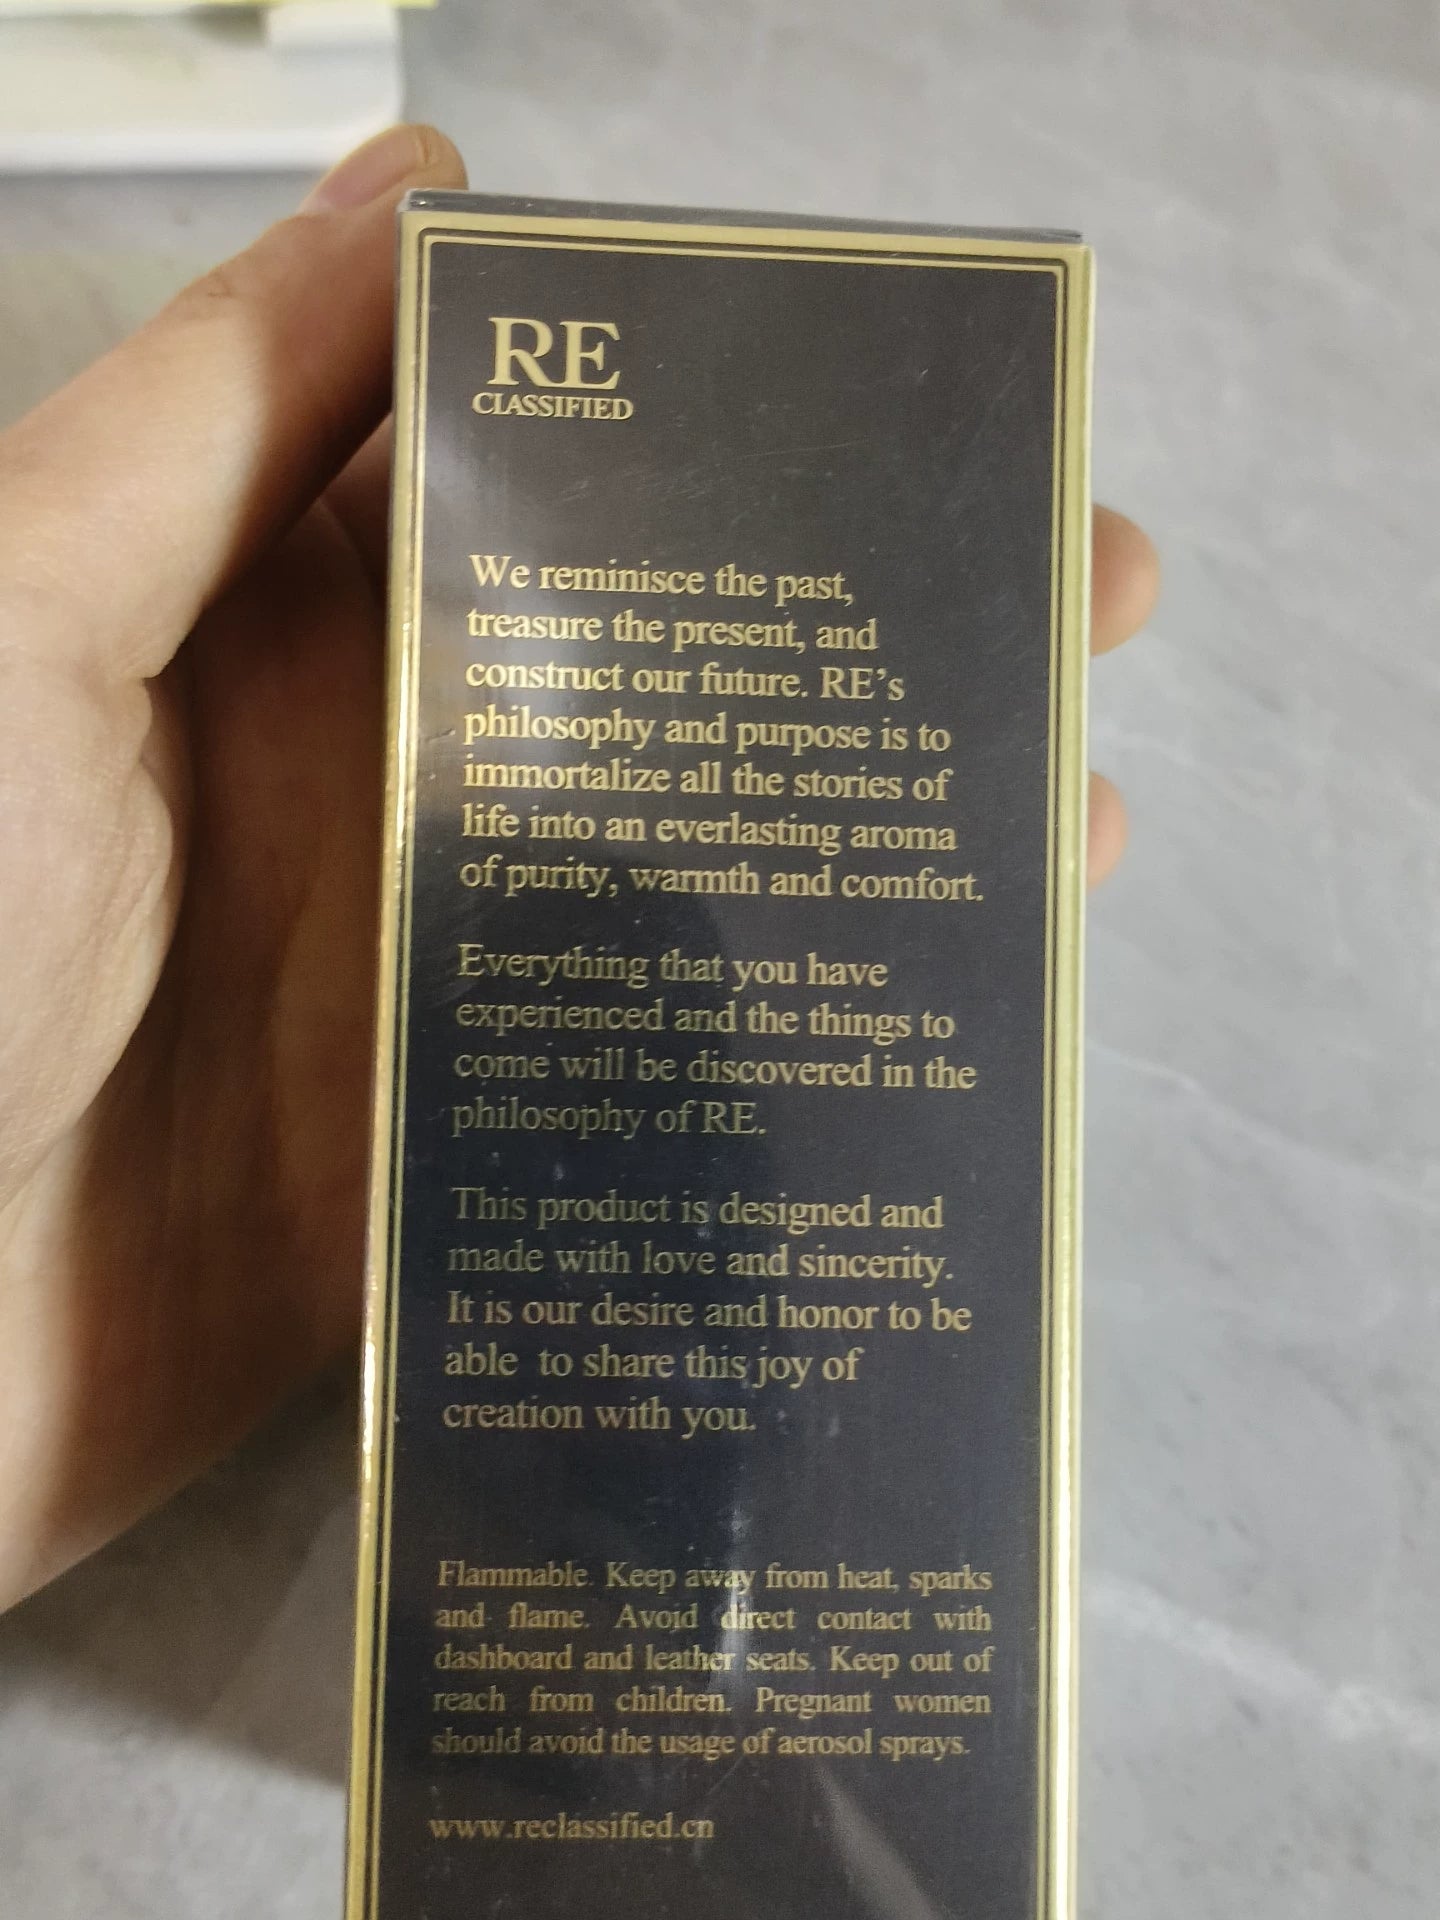 RE
CLASSIFIED
We reminisce the past,
treasure the present, and
construct our future. RE's
philosophy and purpose is to
immortalize all the stories of
life into an everlasting aroma
of purity, warmth and comfort.
Everything that you have
experienced and the things to
come will be discovered in the
philosophy of RE.
This product is designed and
made with love and sincerity.
It is our desire and honor to be
able to share this joy of
creation with you.
Flammable. Keep away from heat, sparks
and flame. Avoid direct contact with
dashboard and leather seats. Keep out of
reach from children. Pregnant women
should avoid the usage of aerosol sprays.
www.reclassified.cn